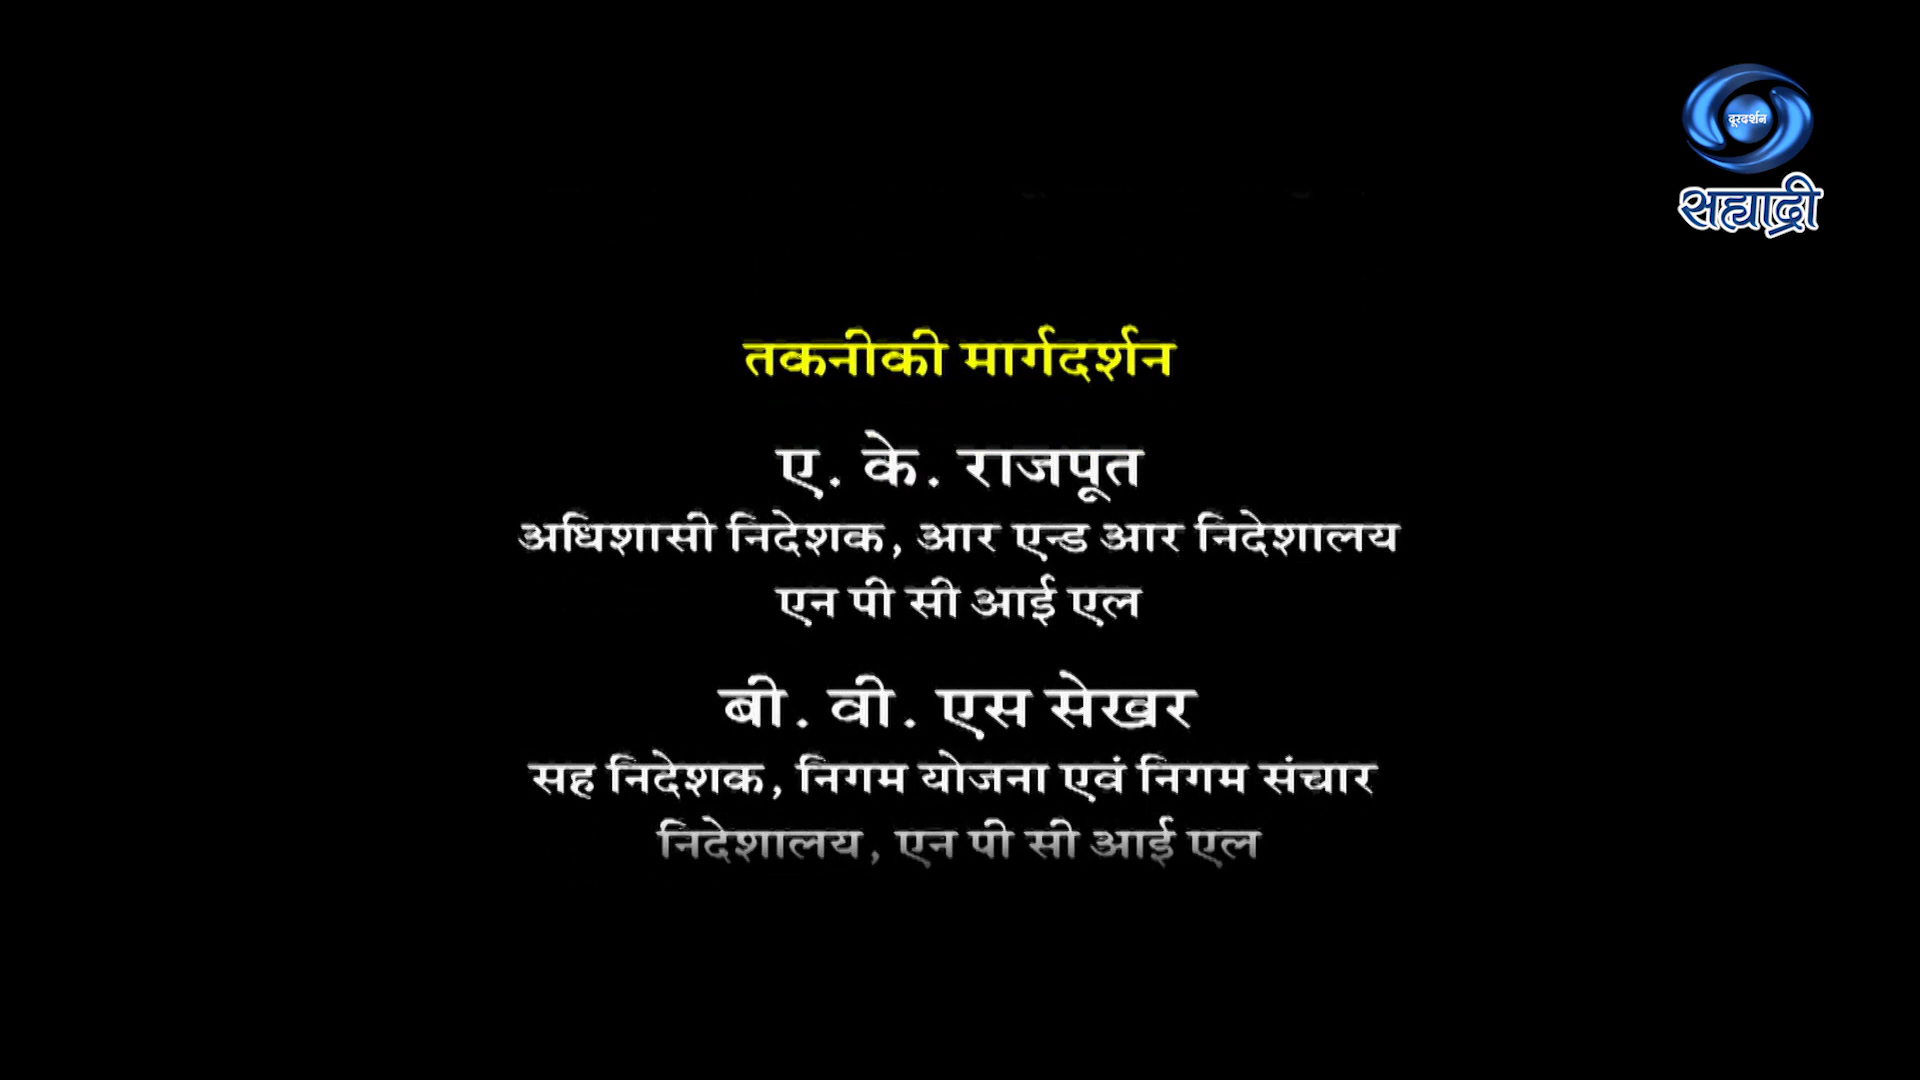 दूरदर्शन
सह्याद्री
तकनीकी मार्गदर्शन
ए. के. राजपूत
अधिशासी निदेशक, आर एन्ड आर निदेशालय
एन पी सी आई एल
बी. वी. एस सेखर
सह निदेशक, निगम योजना एवं निगम संचार
निदेशालय, एन पी सी आई एल